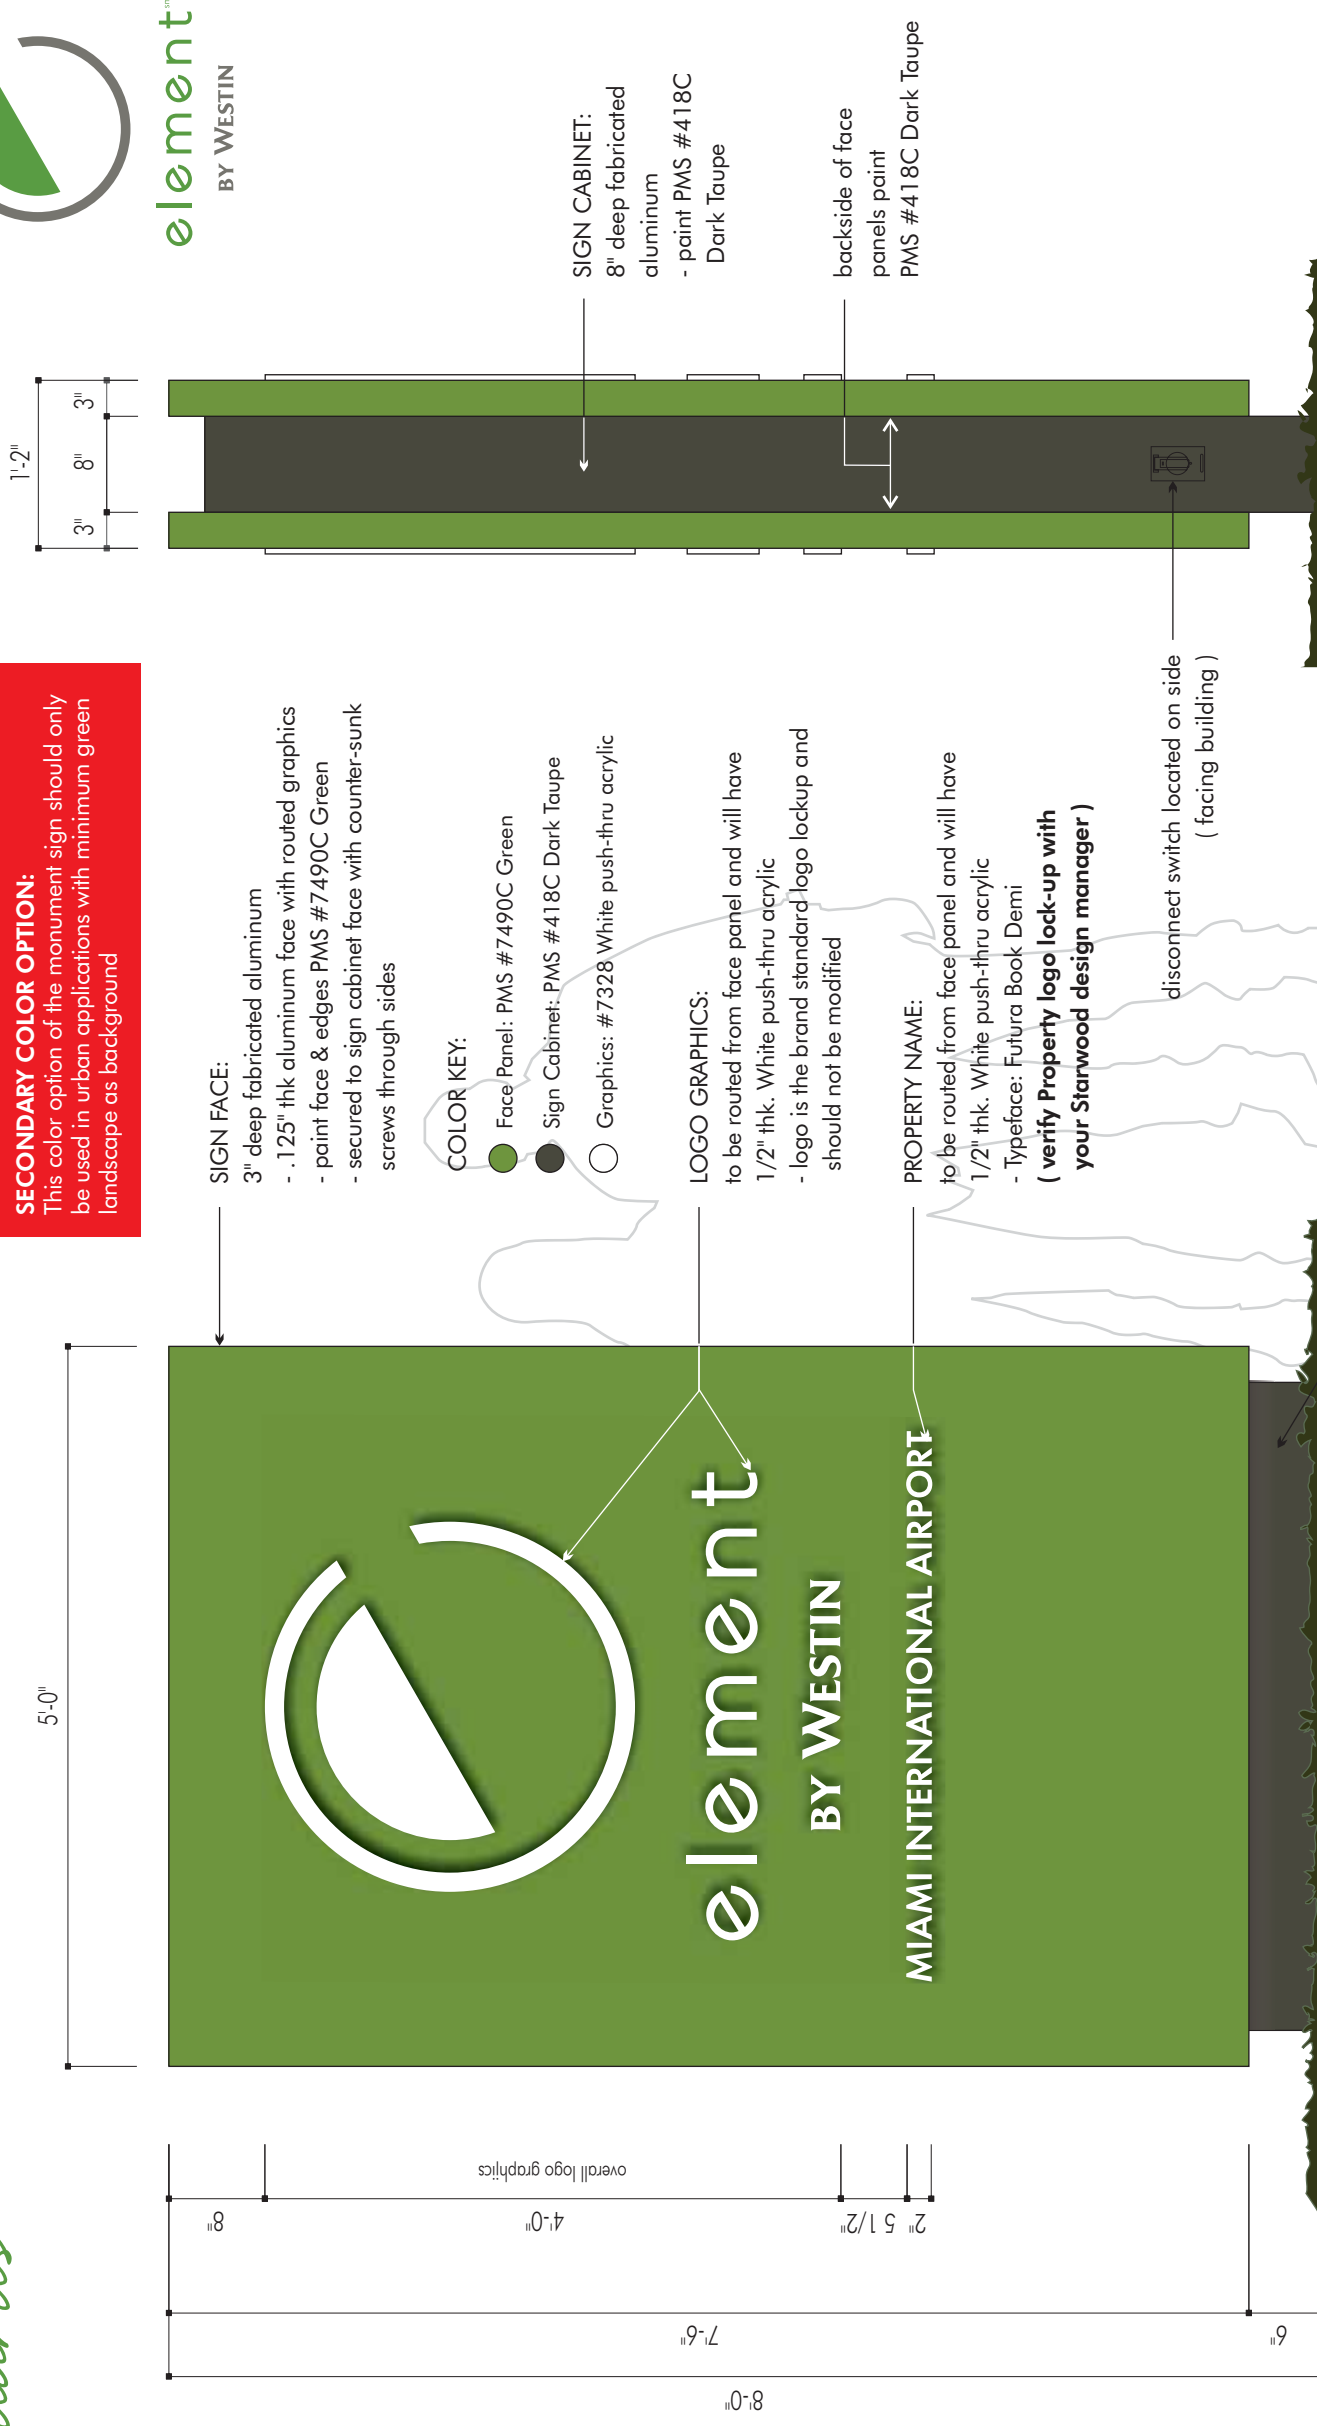 SECONDARY COLOR OPTION:
This color option of the monument sign should only
be used in urban applications with minimum green
landscape as background
element
SM
BY WESTIN
5'-0"
1'-2"
3"
8"
3"
SIGN FACE:
3" deep fabricated aluminum
- .125" thk aluminum face with routed graphics
- paint face & edges PMS #7490C Green
- secured to sign cabinet face with counter-sunk
screws through sides
COLOR KEY:
Face Panel: PMS #7490C Green
Sign Cabinet: PMS #418C Dark Taupe
Graphics: #7328 White push-thru acrylic
LOGO GRAPHICS:
to be routed from face panel and will have
1/2" thk. White push-thru acrylic
- logo is the brand standard logo lockup and
should not be modified
PROPERTY NAME:
to be routed from face panel and will have
1/2" thk. White push-thru acrylic
- Typeface: Futura Book Demi
( verify Property logo lock-up with
your Starwood design manager )
SIGN CABINET:
8" deep fabricated
aluminum
- paint PMS #418C
Dark Taupe
backside of face
panels paint
PMS #418C Dark Taupe
disconnect switch located on side
( facing building )
element
BY WESTIN
MIAMI INTERNATIONAL AIRPORT
8"
4'-0"
overall logo graphjics
5 1/2"
2"
7'-6"
6"
8'-0"